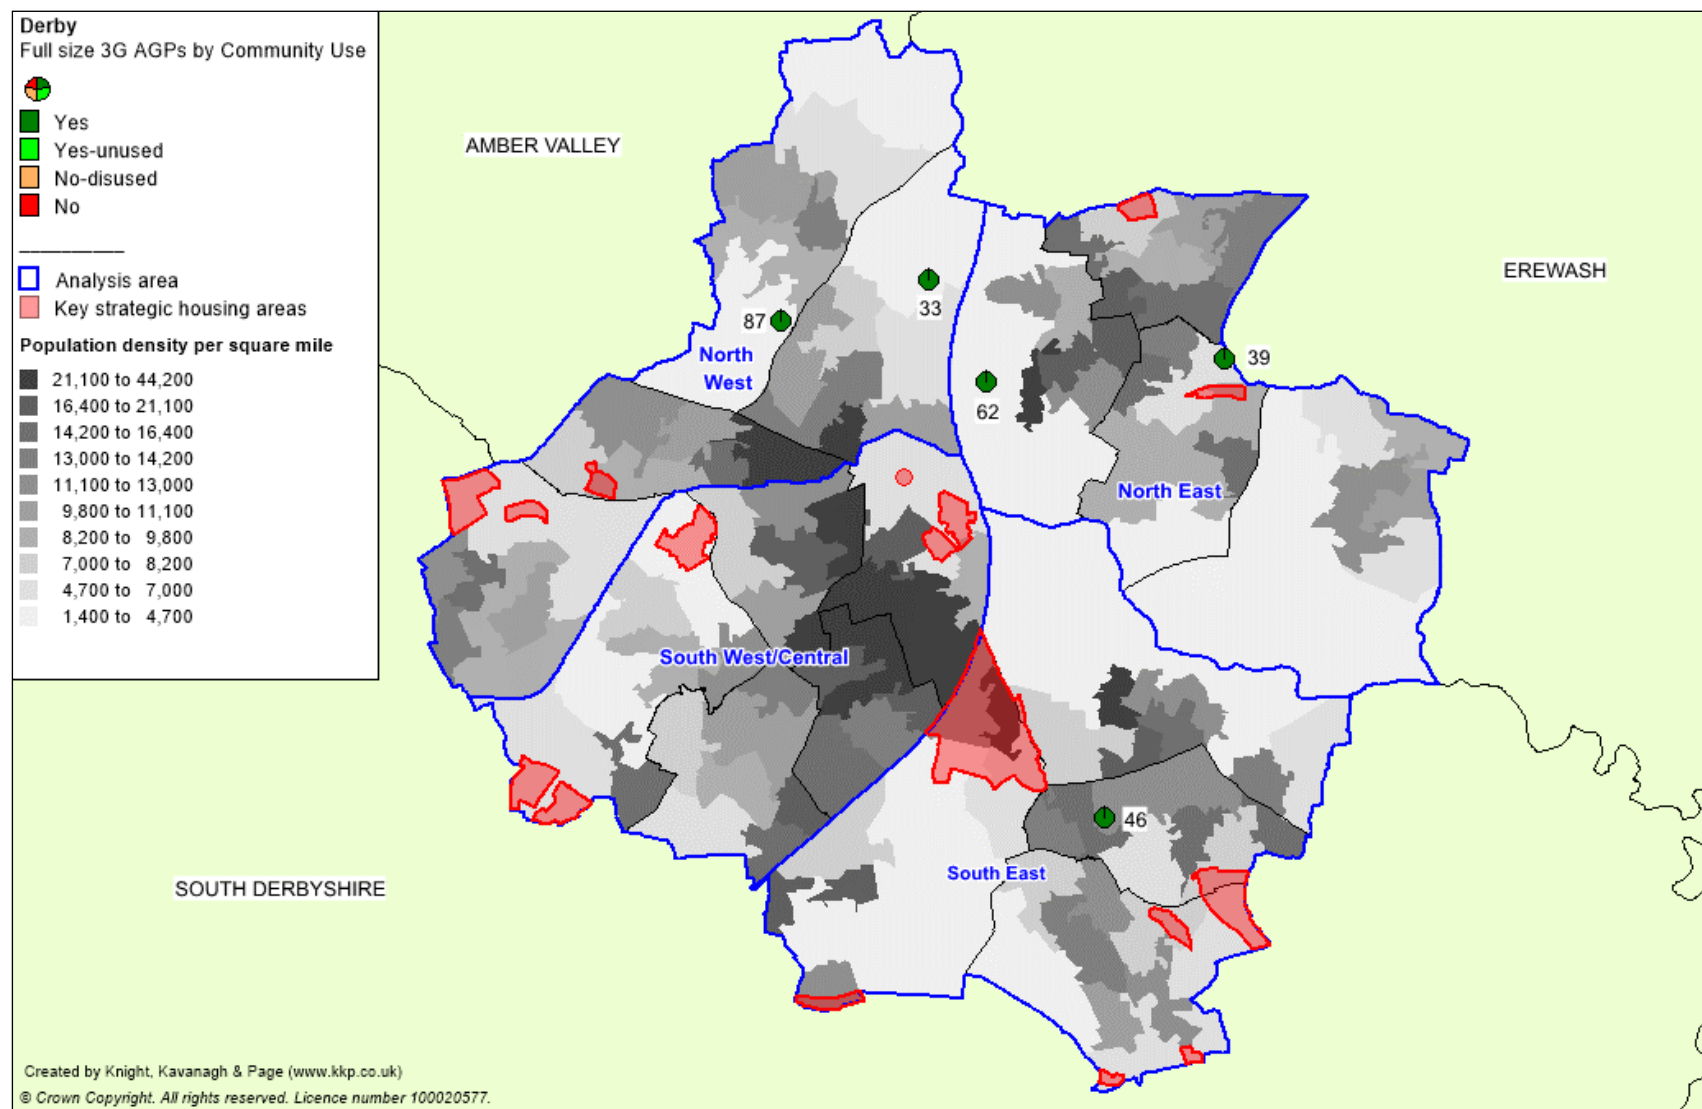 Derby
Full size 3G AGPs by Community Use
Yes
Yes-unused
No-disused
No
Analysis area
Key strategic housing areas
Population density per square mile
21,100 to 44,200
16,400 to 21,100
14,200 to 16,400
13,000 to 14,200
11,100 to 13,000
9,800 to 11,100
8,200 to 9,800
7,000 to 8,200
4,700 to 7,000
1,400 to 4,700
AMBER VALLEY
EREWASH
33
87
North
West
39
62
North East
South West/Central
46
South East
SOUTH DERBYSHIRE
Created by Knight, Kavanagh & Page (www.kkp.co.uk)
© Crown Copyright. All rights reserved. Licence number 100020577.